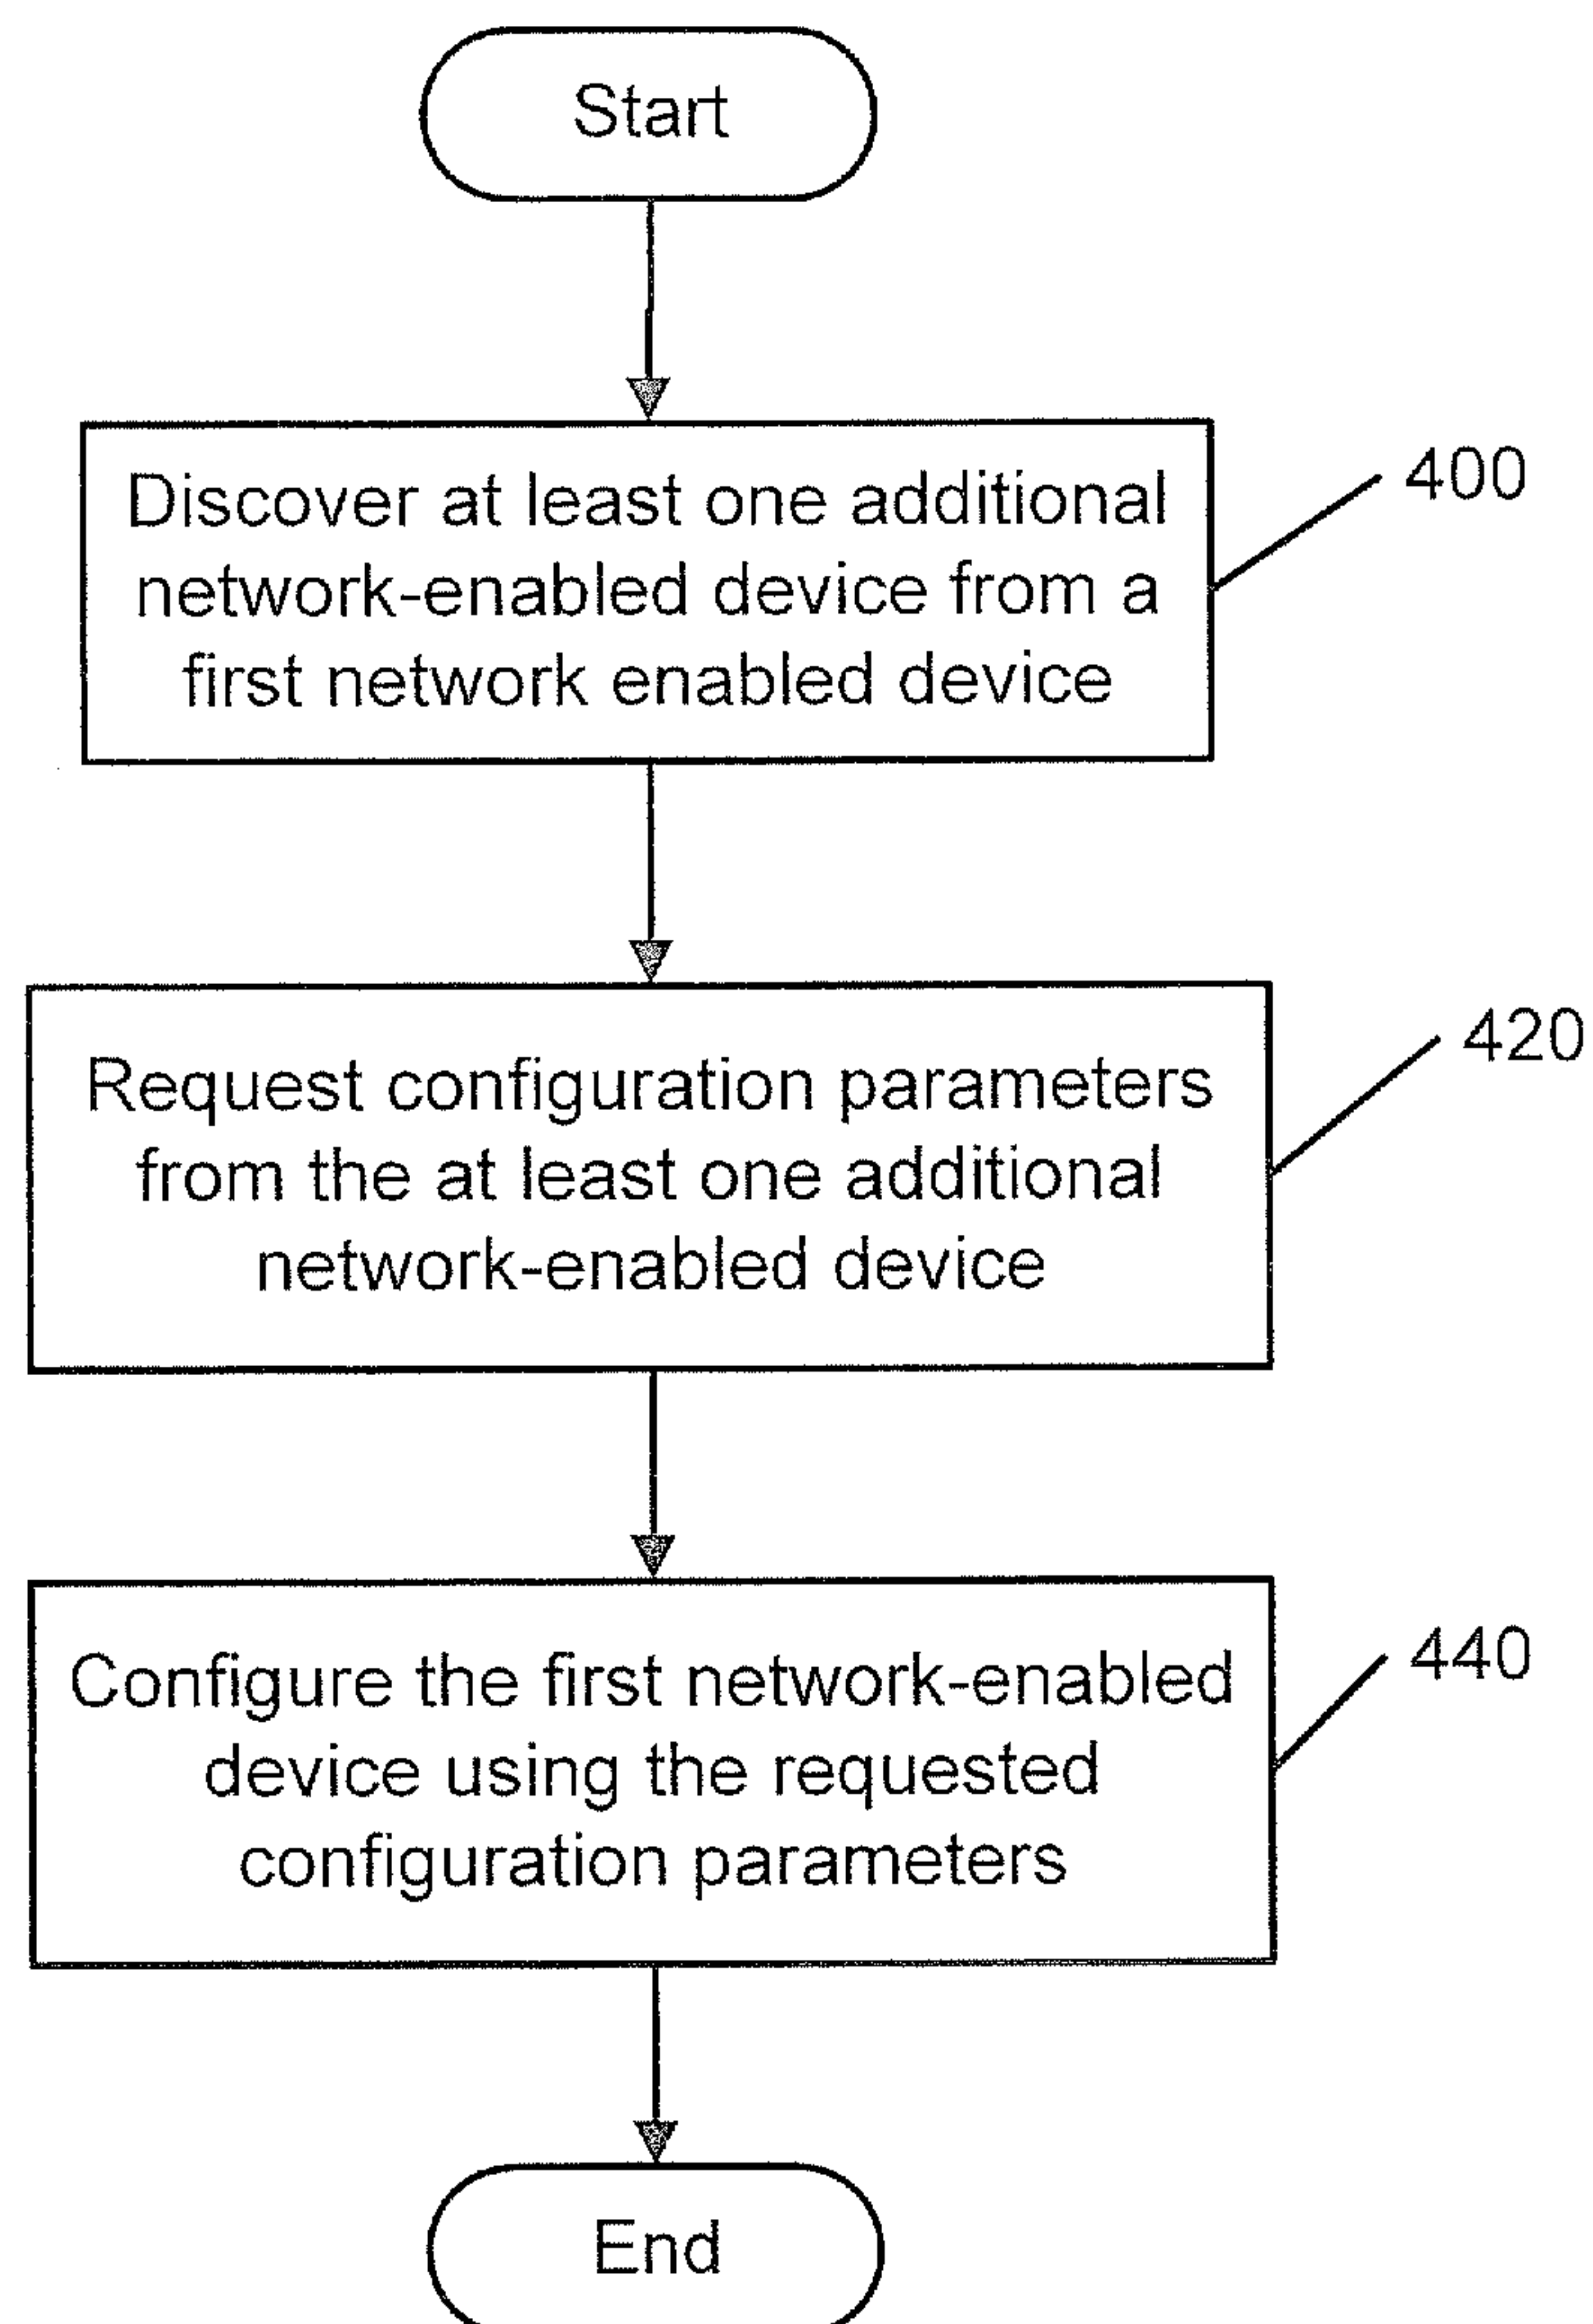 Start
Discover at least one additional
network-enabled device from a
first network enabled device
400
Request configuration parameters
from the at least one additional
network-enabled device
420
Configure the first network-enabled
device using the requested
configuration parameters
440
End